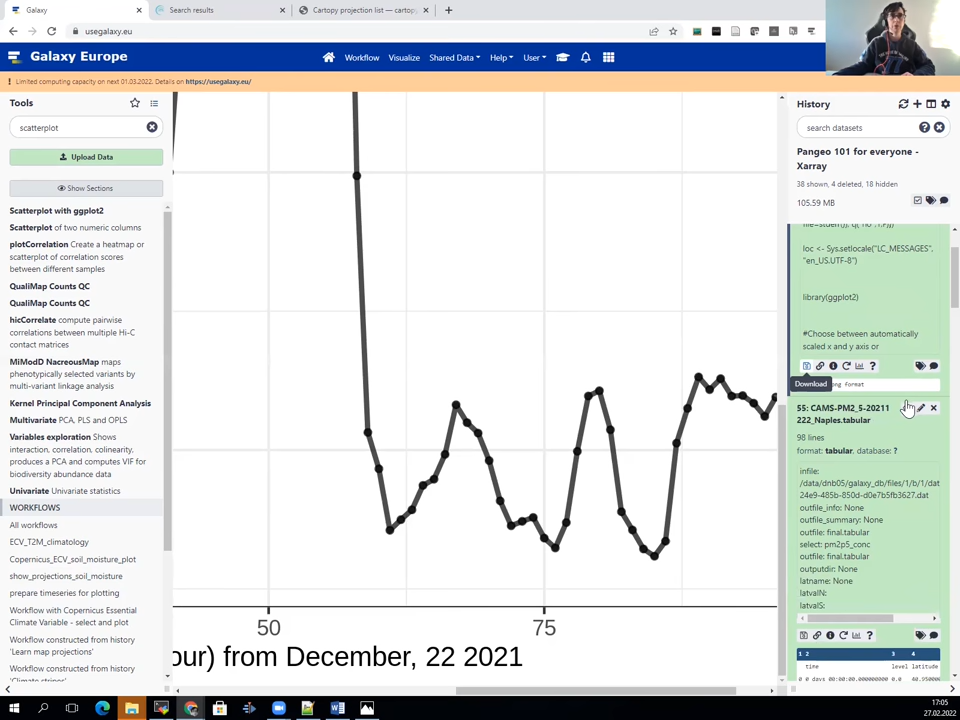 Galaxy
Search results
Cartopy projection list — cartopy
usegalaxy.eu
Galaxy Europe
Workflow Visualize Shared Data Help User
Limited computing capacity on next 01.03.2022. Details on https://usegalaxy.eu/
Tools
scatterplot
Upload Data
Show Sections
Scatterplot with ggplot2
Scatterplot of two numeric columns
plotCorrelation Create a heatmap or
scatterplot of correlation scores
between different samples
QualiMap Counts QC
QualiMap Counts QC
hicCorrelate compute pairwise
correlations between multiple Hi-C
contact matrices
MiModD NacreousMap maps
phenotypically selected variants by
multi-variant linkage analysis
Kernel Principal Component Analysis
Multivariate PCA, PLS and OPLS
Variables exploration Shows
interaction, correlation, colinearity,
produces a PCA and computes VIF for
biodiversity abundance data
Univariate Univariate statistics
WORKFLOWS
All workflows
ECV_T2M_climatology
Copernicus_ECV_soil_moisture_plot
show_projections_soil_moisture
prepare timeseries for plotting
Workflow with Copernicus Essential
Climate Variable - select and plot
Workflow constructed from history
'Learn map projections'
Workflow constructed from history
'Climate stripes'
50
75
our) from December, 22 2021
History
search datasets
Pangeo 101 for everyone -
Xarray
38 shown, 4 deleted, 18 hidden
105.59 MB
loc <- Sys.setlocale("LC_MESSAGES",
"en_US.UTF-8")
library(ggplot2)
#Choose between automatically
scaled x and y axis or
Download
png format
55: CAMS-PM2_5-20211
222_Naples.tabular
98 lines
format: tabular, database: ?
infile:
/data/dnb05/galaxy_db/files/1/b/1/dat
24e9-485b-850d-d0e7b5fb3627.dat
outfile_info: None
outfile_summary: None
outfile: final.tabular
select: pm2p5_conc
outfile: final.tabular
outputdir: None
latname: None
latvalN:
latvalS:
1 2 3 4
time level latitude
17:05
27.02.2022